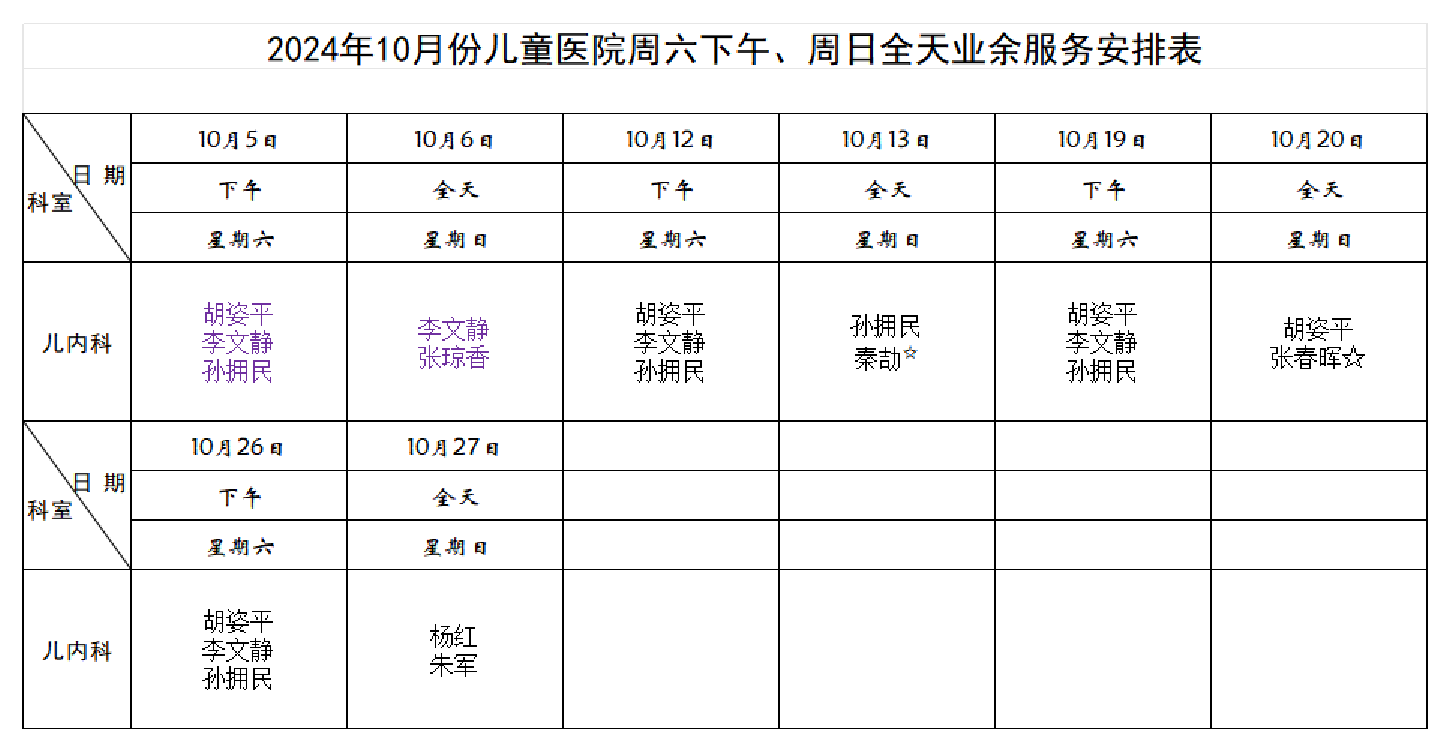 2024年10月份儿童医院周六下午、周日全天业余服务安排表
日 期
科室
10月5日
10月6日
10月12日
10月13日
10月19日
10月20日
下午
全天
下午
全天
下午
全天
星期六
星期日
星期六
星期日
星期六
星期日
儿内科
胡姿平
李文静
孙拥民
李文静
张琼香
胡姿平
李文静
孙拥民
孙拥民
秦劼☆
胡姿平
李文静
孙拥民
胡姿平
张春晖☆
日 期
科室
10月26日
10月27日
下午
全天
星期六
星期日
儿内科
胡姿平
李文静
孙拥民
杨红
朱军